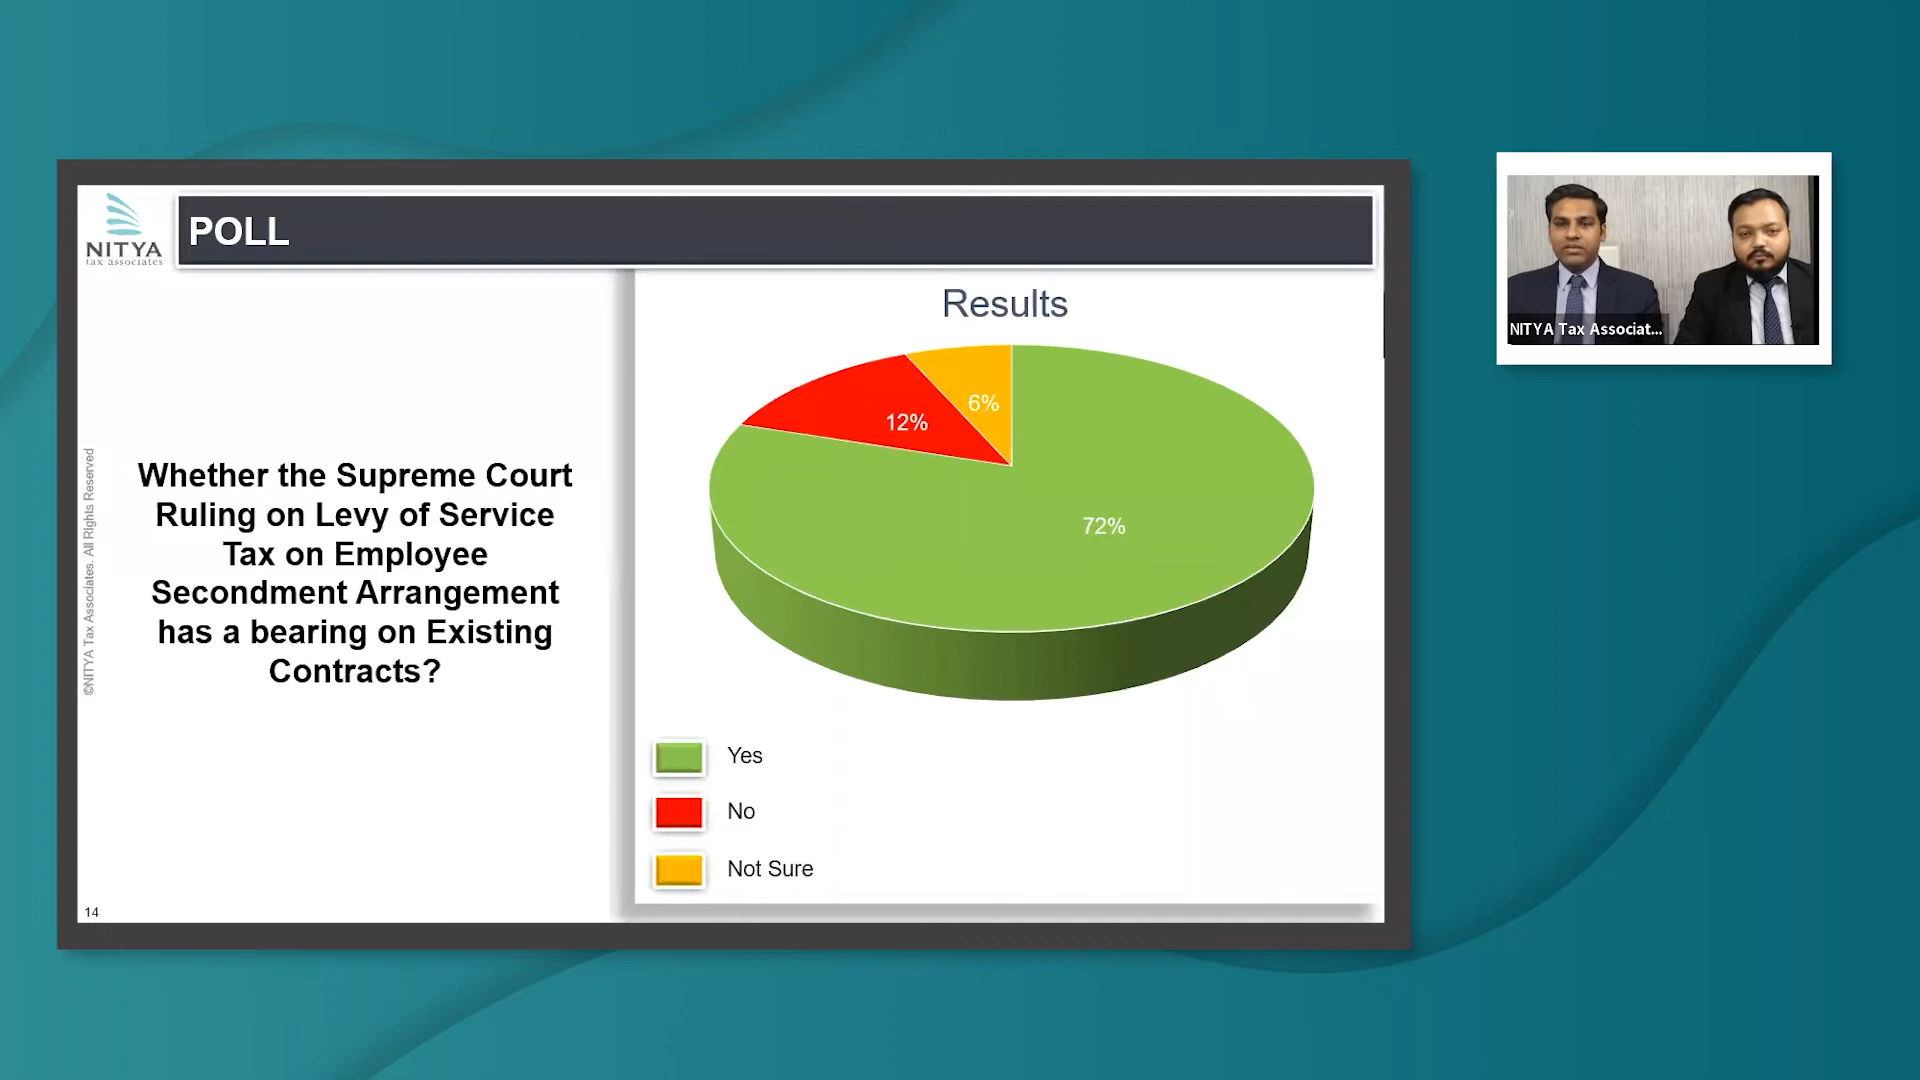 NITYA
tax associates
POLL
Results
6%
12%
72%
Whether the Supreme Court
Ruling on Levy of Service
Tax on Employee
Secondment Arrangement
has a bearing on Existing
Contracts?
Yes
No
Not Sure
14
©NITYA Tax Associates. All Rights Reserved
NITYA Tax Associat...